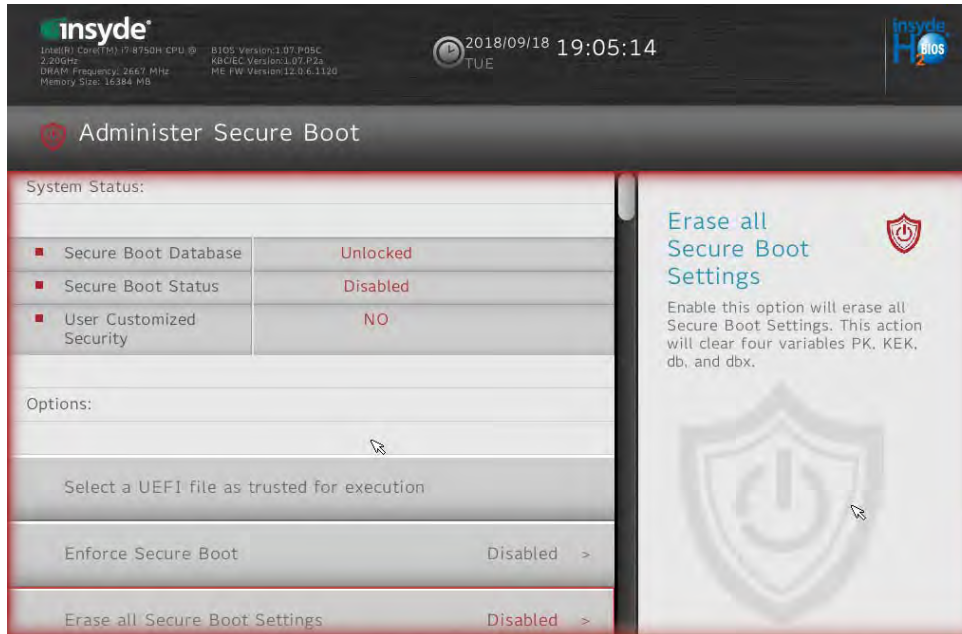 insyde®
Intel(R) Core(TM) i7-8750H CPU @
2.20GHz
DRAM Frequency: 2667 MHz
Memory Size: 16384 MB
BIOS Version:1.07.P05C
KBC/EC Version:1.07.P2a
ME FW Version:12.0.6.1120
2018/09/18 19:05:14
TUE
insyde
H2O BIOS
Administer Secure Boot
System Status:
Secure Boot Database Unlocked
Secure Boot Status Disabled
User Customized NO
Security
Options:
Select a UEFI file as trusted for execution
Enforce Secure Boot Disabled >
Erase all Secure Boot Settings Disabled >
Erase all
Secure Boot
Settings
Enable this option will erase all
Secure Boot Settings. This action
will clear four variables PK, KEK,
db, and dbx.